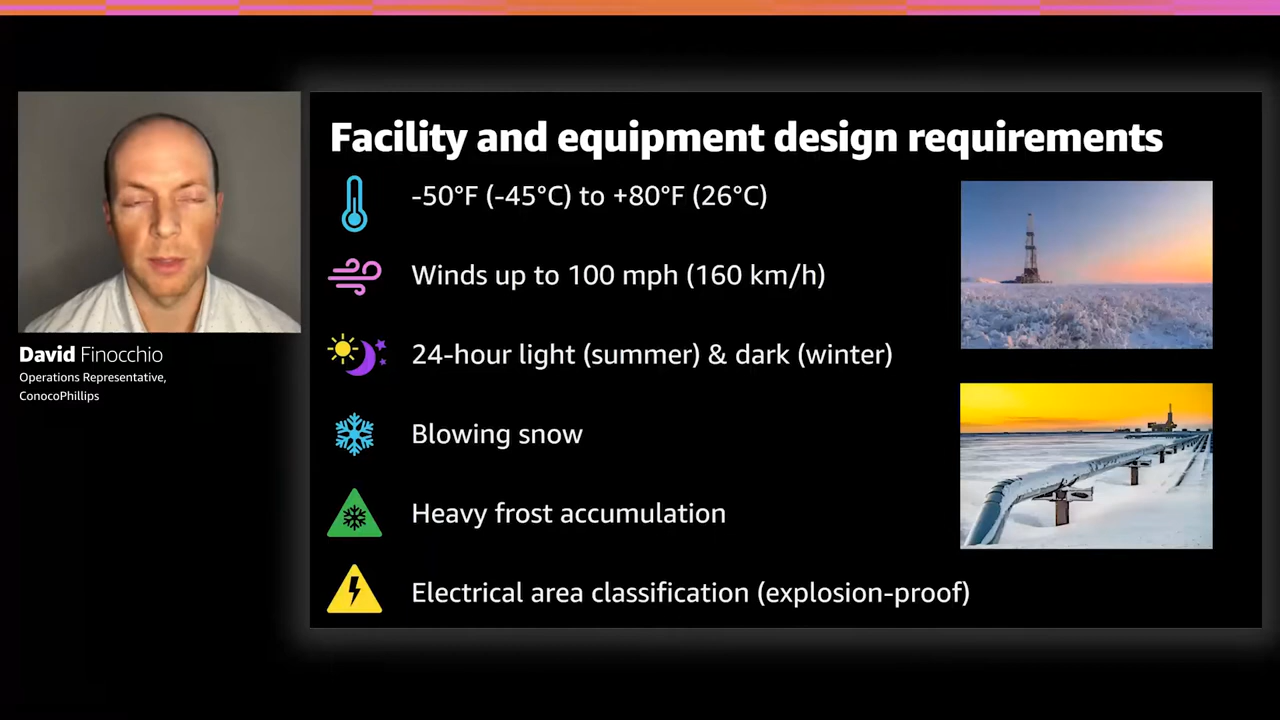 Facility and equipment design requirements
-50°F (-45°C) to +80°F (26°C)
Winds up to 100 mph (160 km/h)
24-hour light (summer) & dark (winter)
Blowing snow
Heavy frost accumulation
Electrical area classification (explosion-proof)
David Finocchio
Operations Representative,
ConocoPhillips